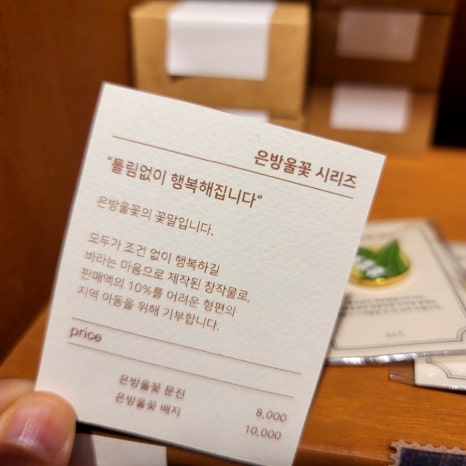 은방울꽃 시리즈
"틀림없이 행복해집니다"
은방울꽃의 꽃말입니다.
모두가 조건 없이 행복하길
바라는 마음으로 제작된 창작물로,
판매액의 10%를 어려운 형편의
지역 아동을 위해 기부합니다.
price
은방울꽃 문진 8,000
은방울꽃 배지 10,000